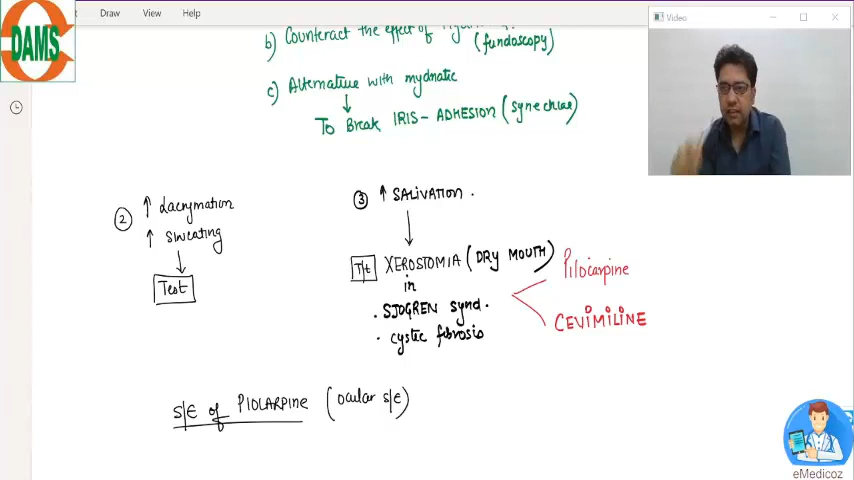 Draw View Help
Video
DAMS
b) Counteract the effect of
(fundoscopy)
c) Alternative with mydriatic
To Break IRIS - ADHESION (synechiae)
② ↑ Lacrymation
↑ sweating
Test
③ ↑ SALIVATION.
T/t XEROSTOMIA (DRY MOUTH)
in
. SJOGREN synd.
. cystic fibrosis
Pilocarpine
CEVIMILINE
S/E of PIOLARPINE (ocular s/E)
eMedicoz